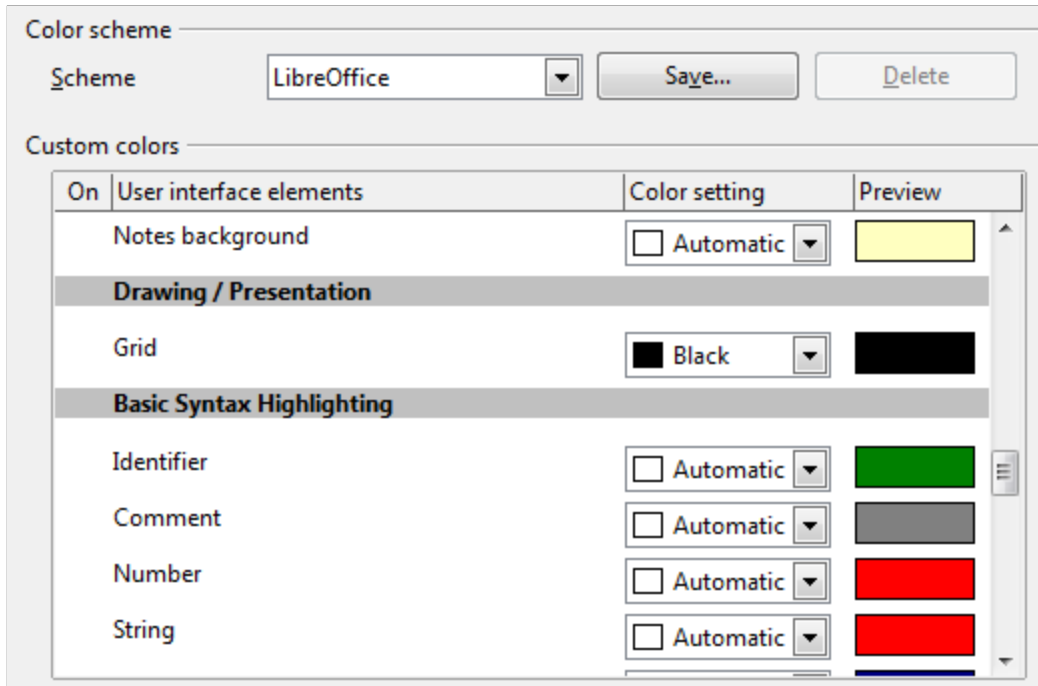 Color scheme
Scheme LibreOffice Save... Delete
Custom colors
On User interface elements Color setting Preview
Notes background Automatic
Drawing / Presentation
Grid Black
Basic Syntax Highlighting
Identifier Automatic
Comment Automatic
Number Automatic
String Automatic